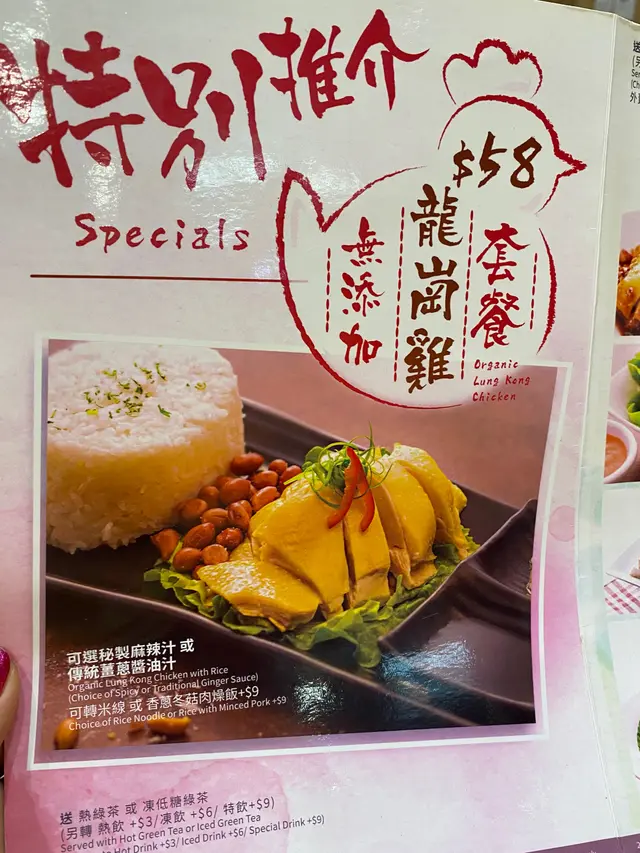 特別推介
Specials
$58
套餐
龍崗雞
無添加
Organic
Lung Kong
Chicken
可選秘製麻辣汁 或
傳統薑蔥醬油汁
Organic Lung Kong Chicken with Rice
(Choice of Spicy or Traditional Ginger Sauce)
可轉米線 或 香蔥冬菇肉燥飯+$9
Choice of Rice Noodle or Rice with Minced Pork +$9
送 熱綠茶 或 凍低糖綠茶
(另轉 熱飲 +$3/凍飲 +$6/ 特飲+$9)
Served with Hot Green Tea or Iced Green Tea
Hot Drink +$3/ Iced Drink +$6/ Special Drink +$9)